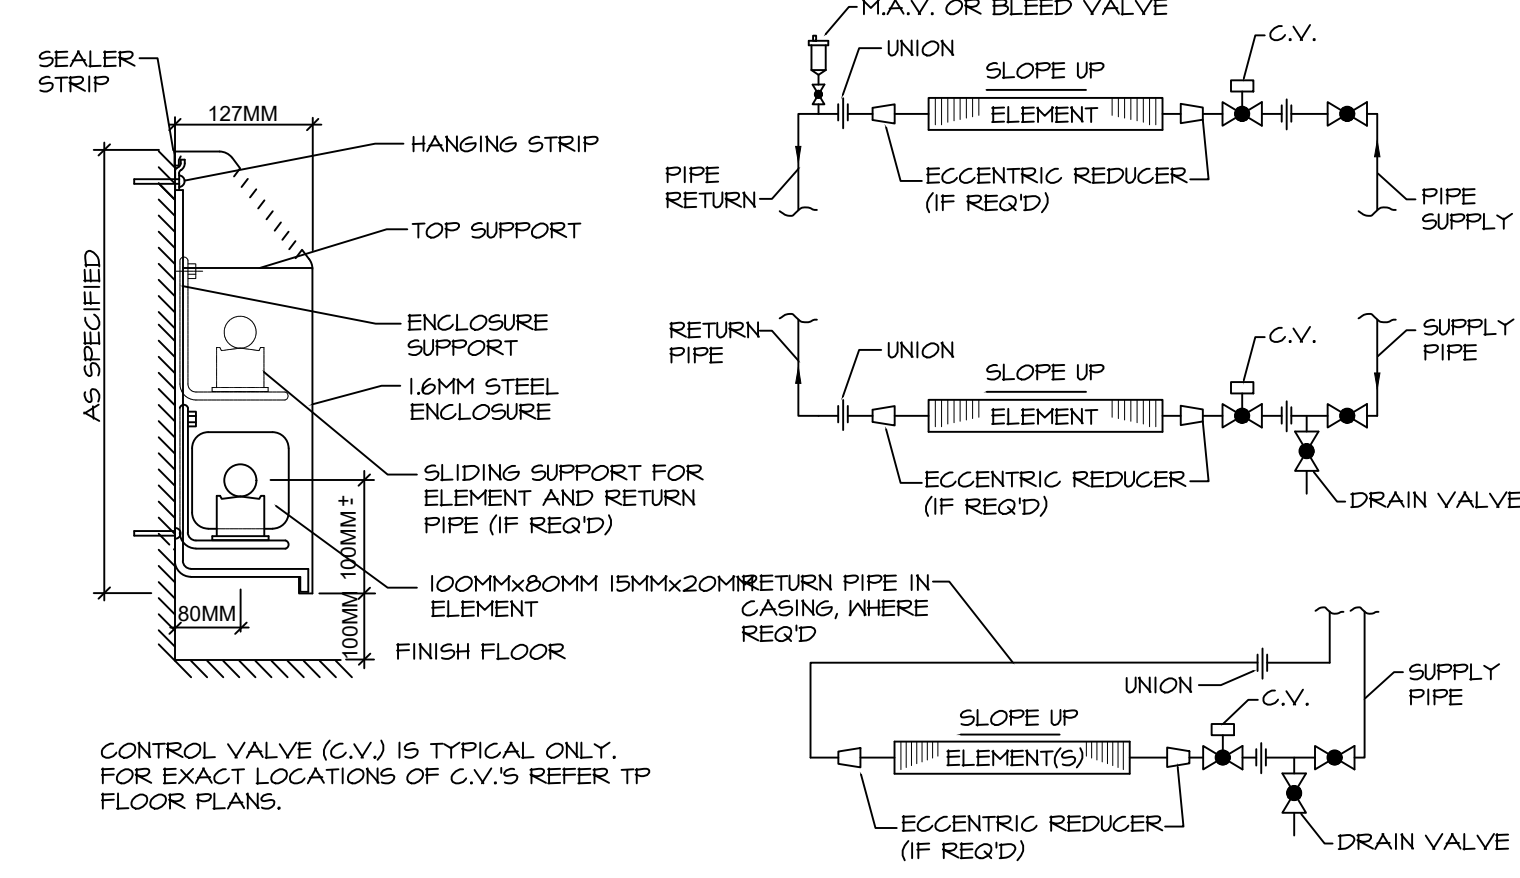 SEALER
STRIP
127MM
HANGING STRIP
TOP SUPPORT
AS SPECIFIED
ENCLOSURE
SUPPORT
1.6MM STEEL
ENCLOSURE
SLIDING SUPPORT FOR
ELEMENT AND RETURN
PIPE (IF REQ'D)
100MM±
100MMx80MM 15MMx20MM
ELEMENT
80MM
100MM
FINISH FLOOR
CONTROL VALVE (C.V.) IS TYPICAL ONLY.
FOR EXACT LOCATIONS OF C.V.'S REFER TP
FLOOR PLANS.
M.A.V. OR BLEED VALVE
UNION
C.V.
SLOPE UP
ELEMENT
PIPE
RETURN
ECCENTRIC REDUCER
(IF REQ'D)
PIPE
SUPPLY
RETURN
PIPE
UNION
C.V.
SUPPLY
PIPE
SLOPE UP
ELEMENT
ECCENTRIC REDUCER
(IF REQ'D)
DRAIN VALVE
RETURN PIPE IN
CASING, WHERE
REQ'D
UNION
C.V.
SUPPLY
PIPE
SLOPE UP
ELEMENT(S)
ECCENTRIC REDUCER
(IF REQ'D)
DRAIN VALVE